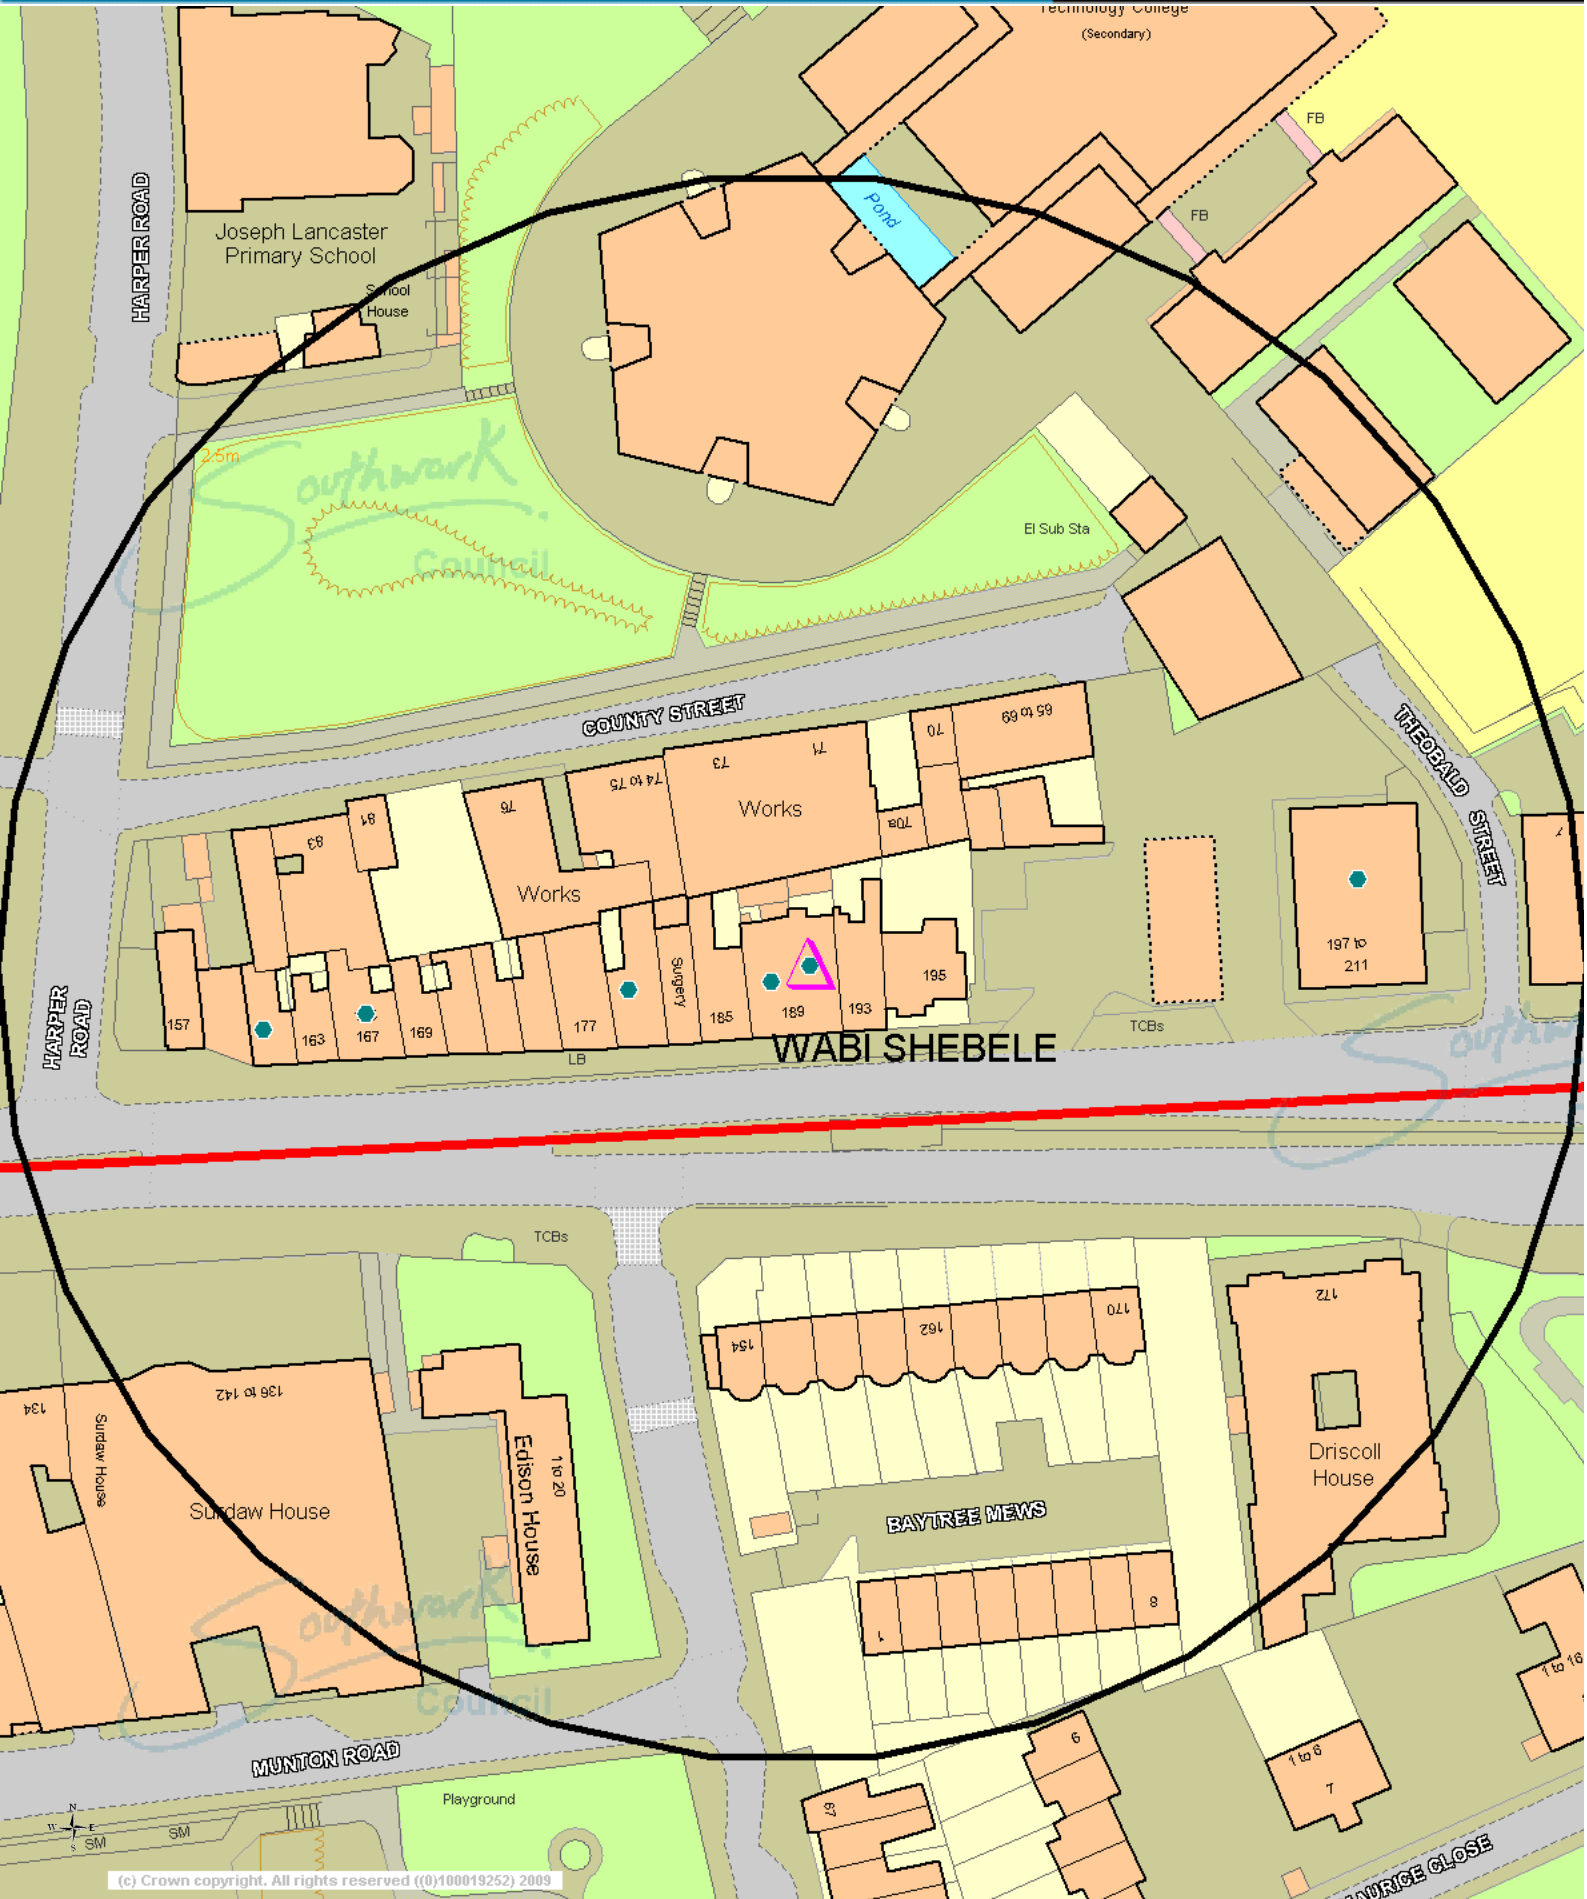 Technology College
(Secondary)
FB
HARPER ROAD
Joseph Lancaster
Primary School
Pond
FB
School
House
2.5m
Southwark
Council
El Sub Sta
COUNTY STREET
THEOBALD STREET
65 to 69
70
71
73
74 to 75
Works
70a
76
81
83
Works
197 to
211
Surgery
195
157
163
167
169
177
185
189
193
HARPER
ROAD
TCBs
WABI SHEBELE
LB
Southwark
TCBs
172
170
162
154
136 to 142
134
Surdaw House
Edison House
1 to 20
Driscoll
House
Surdaw House
BAYTREE MEWS
Southwark
Council
1
8
1 to 16
MUNTON ROAD
6
1 to 6
7
67
Playground
N
W E
S
SM
SM
AURICE CLOSE
(c) Crown copyright. All rights reserved ((0)100019252) 2009